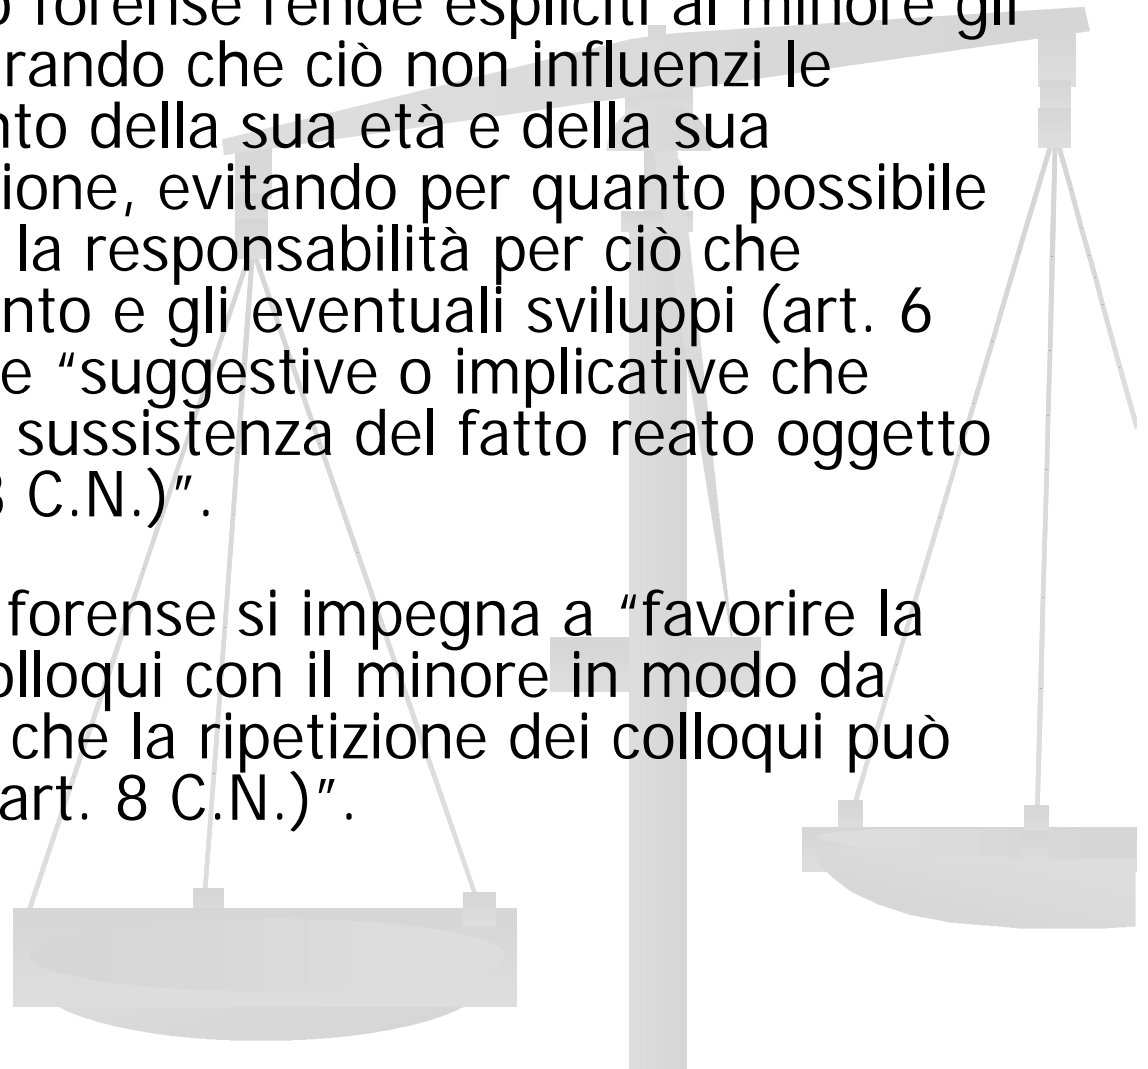 forense rende espliciti al minore gli
rando che ciò non influenzi le
nto della sua età e della sua
ione, evitando per quanto possibile
la responsabilità per ciò che
nto e gli eventuali sviluppi (art. 6
e “suggestive o implicative che
sussistenza del fatto reato oggetto
C.N.)”.
forense si impegna a “favorire la
olloqui con il minore in modo da
che la ripetizione dei colloqui può
art. 8 C.N.)”.